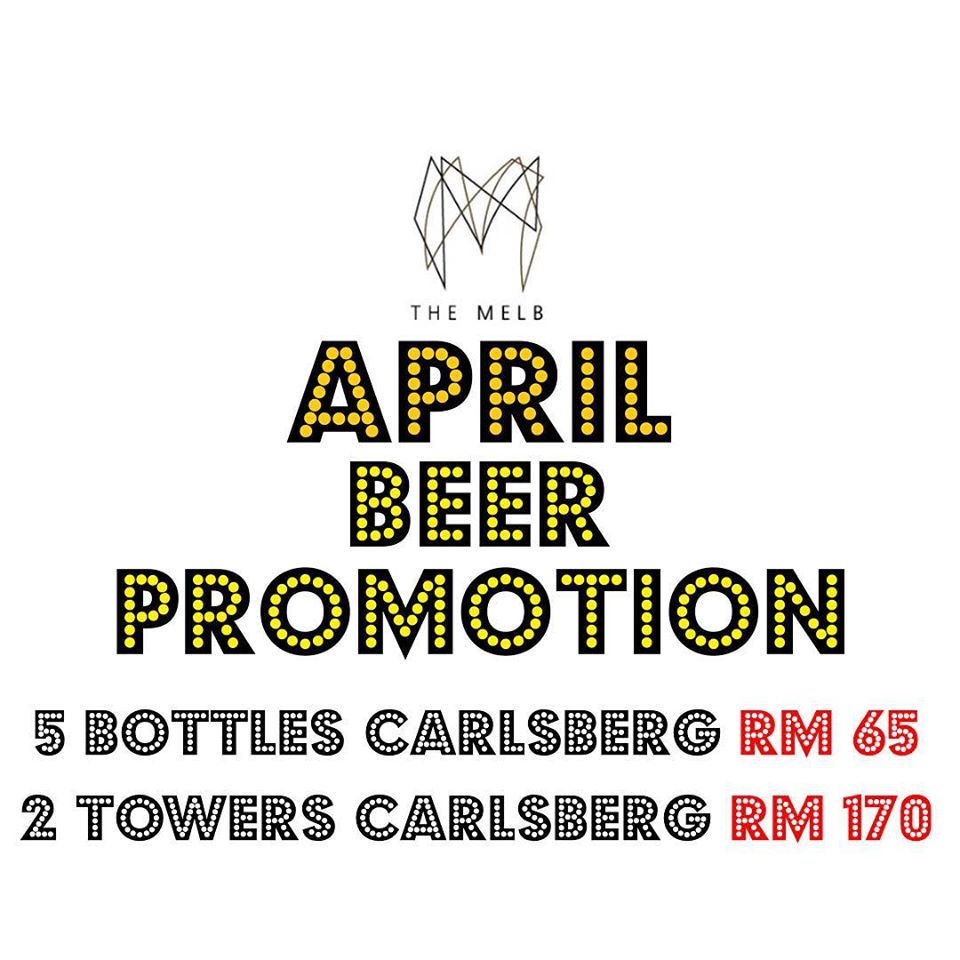 THE MELB
APRIL
BEER
PROMOTION
5 BOTTLES CARLSBERG RM 65
2 TOWERS CARLSBERG RM 170